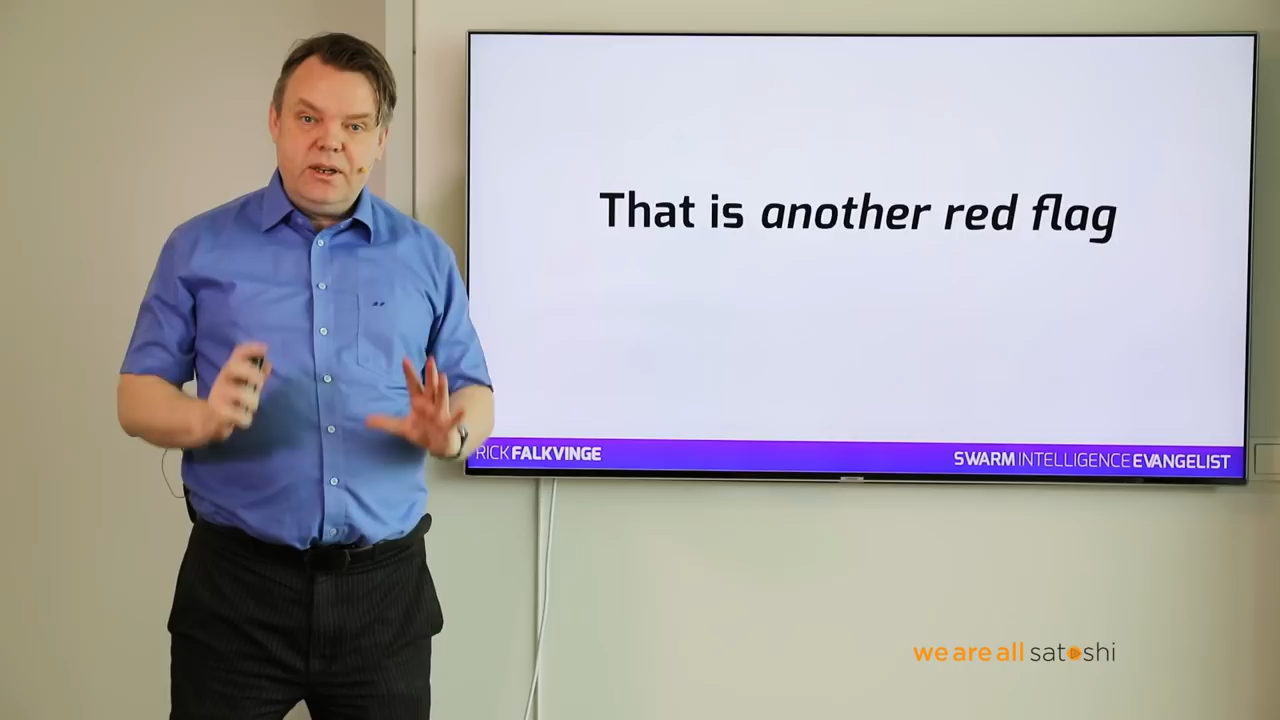 That is another red flag
RICK FALKVINGE
SWARM INTELLIGENCE EVANGELIST
we are all satoshi